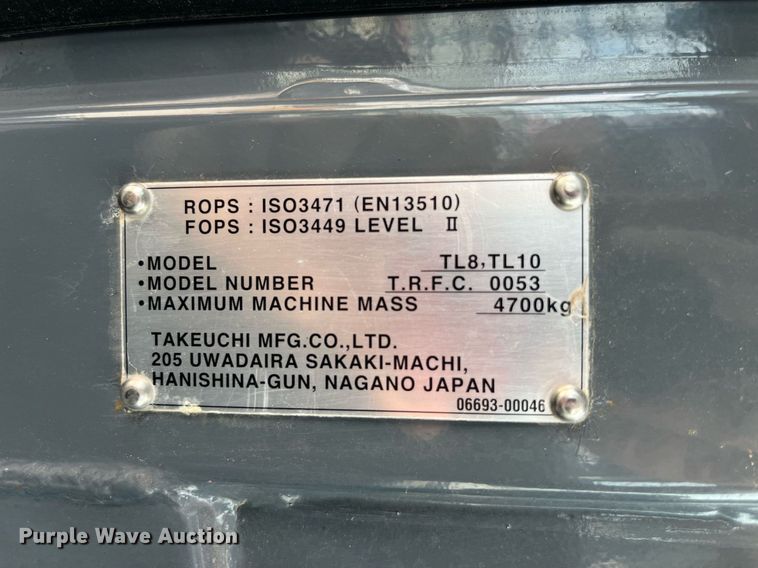 ROPS : ISO3471 (EN13510)
FOPS : ISO3449 LEVEL Ⅱ
•MODEL TL8,TL10
•MODEL NUMBER T.R.F.C. 0053
•MAXIMUM MACHINE MASS 4700kg
TAKEUCHI MFG.CO.,LTD.
205 UWADAIRA SAKAKI-MACHI,
HANISHINA-GUN, NAGANO JAPAN
06693-00046
Purple Wave Auction